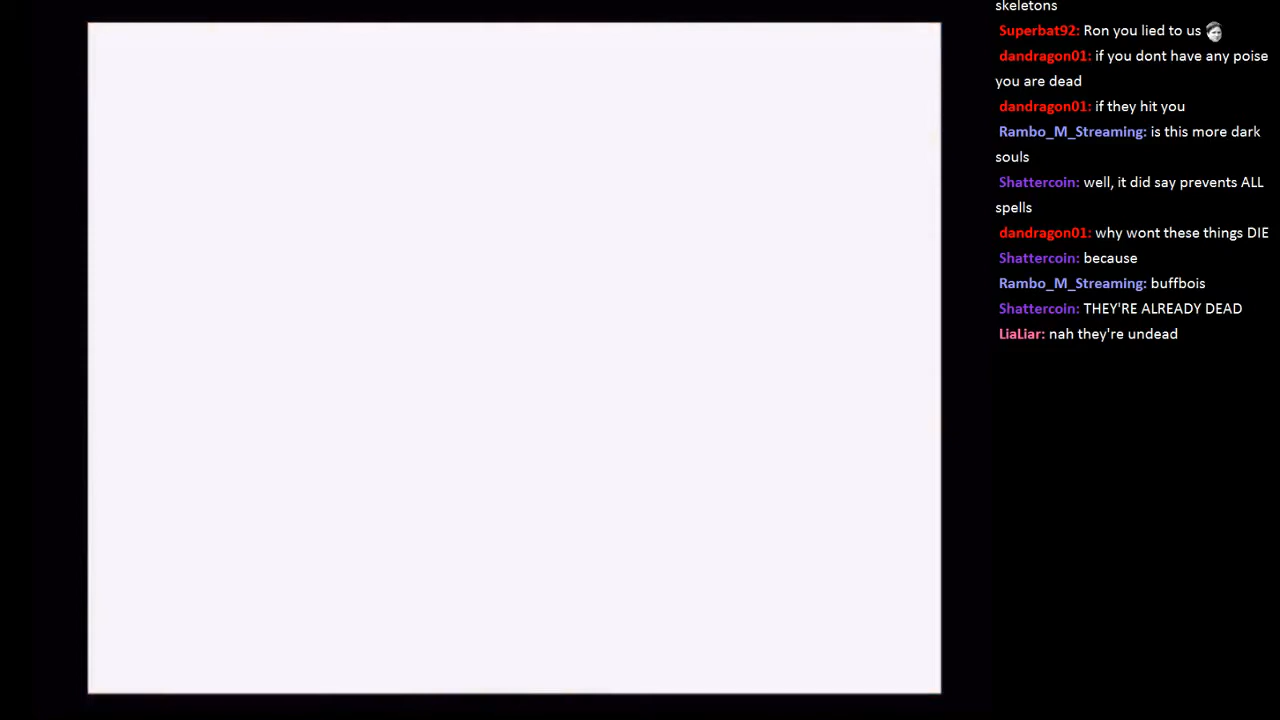 skeletons
Superbat92: Ron you lied to us
dandragon01: if you dont have any poise
you are dead
dandragon01: if they hit you
Rambo_M_Streaming: is this more dark
souls
Shattercoin: well, it did say prevents ALL
spells
dandragon01: why wont these things DIE
Shattercoin: because
Rambo_M_Streaming: buffbois
Shattercoin: THEY'RE ALREADY DEAD
LiaLiar: nah they're undead